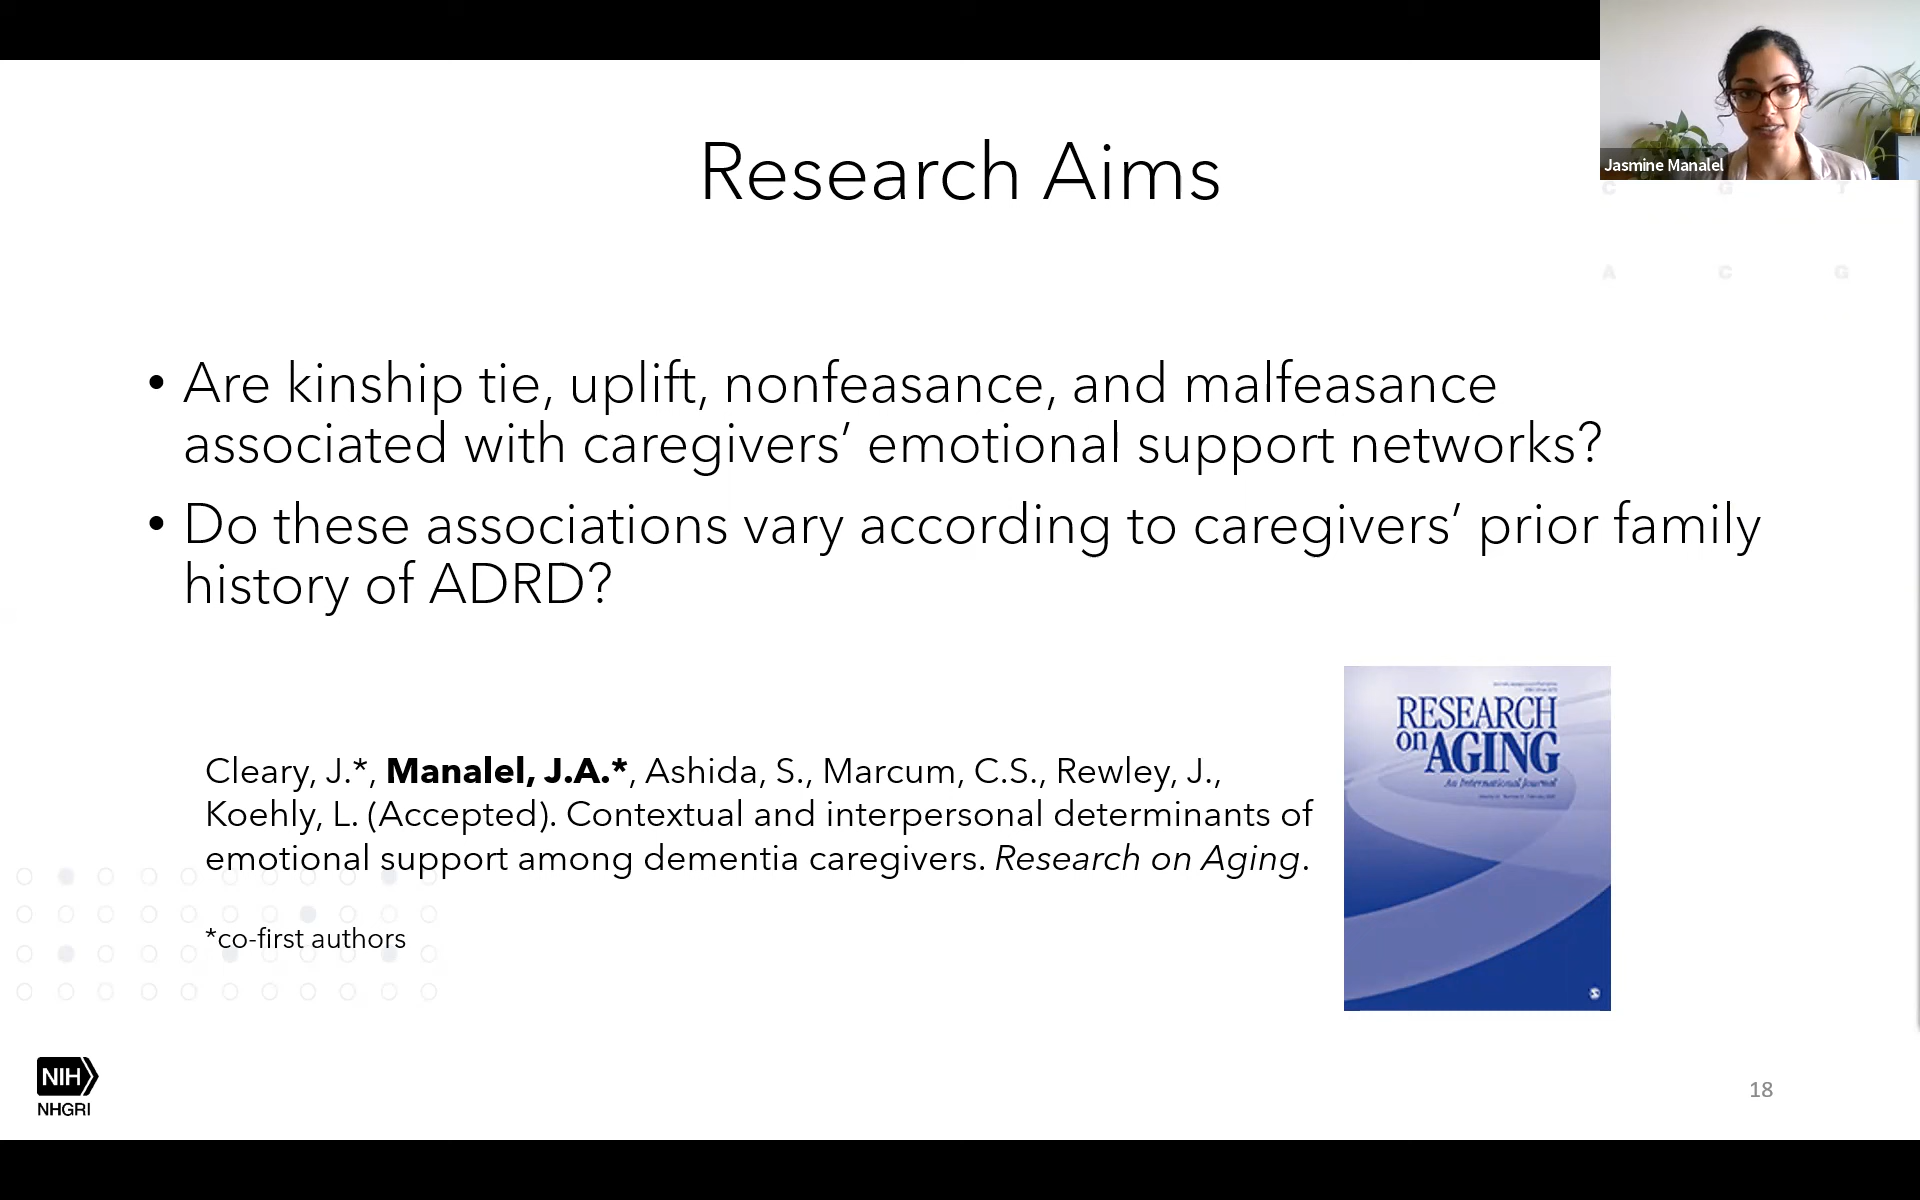 Jasmine Manalel
C G T
A C G
Research Aims
• Are kinship tie, uplift, nonfeasance, and malfeasance
associated with caregivers’ emotional support networks?
• Do these associations vary according to caregivers’ prior family
history of ADRD?
Cleary, J.*, Manalel, J.A.*, Ashida, S., Marcum, C.S., Rewley, J.,
Koehly, L. (Accepted). Contextual and interpersonal determinants of
emotional support among dementia caregivers. Research on Aging.
*co-first authors
RESEARCH
on AGING
An International Journal
NIH
NHGRI
18